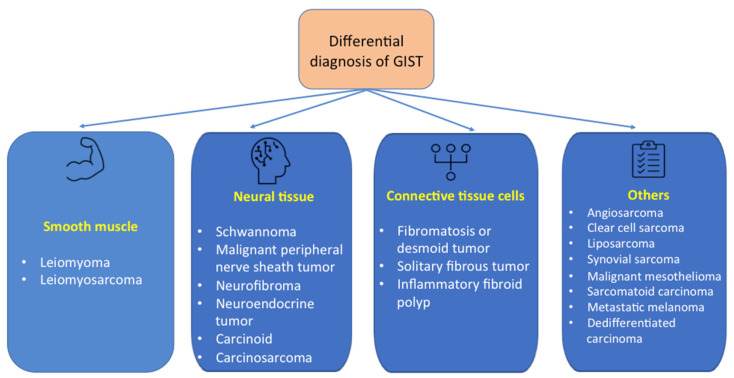 Differential
diagnosis of GIST
Smooth muscle
• Leiomyoma
• Leiomyosarcoma
Neural tissue
• Schwannoma
• Malignant peripheral
nerve sheath tumor
• Neurofibroma
• Neuroendocrine
tumor
• Carcinoid
• Carcinosarcoma
Connective tissue cells
• Fibromatosis or
desmoid tumor
• Solitary fibrous tumor
• Inflammatory fibroid
polyp
Others
• Angiosarcoma
• Clear cell sarcoma
• Liposarcoma
• Synovial sarcoma
• Malignant mesothelioma
• Sarcomatoid carcinoma
• Metastatic melanoma
• Dedifferentiated
carcinoma